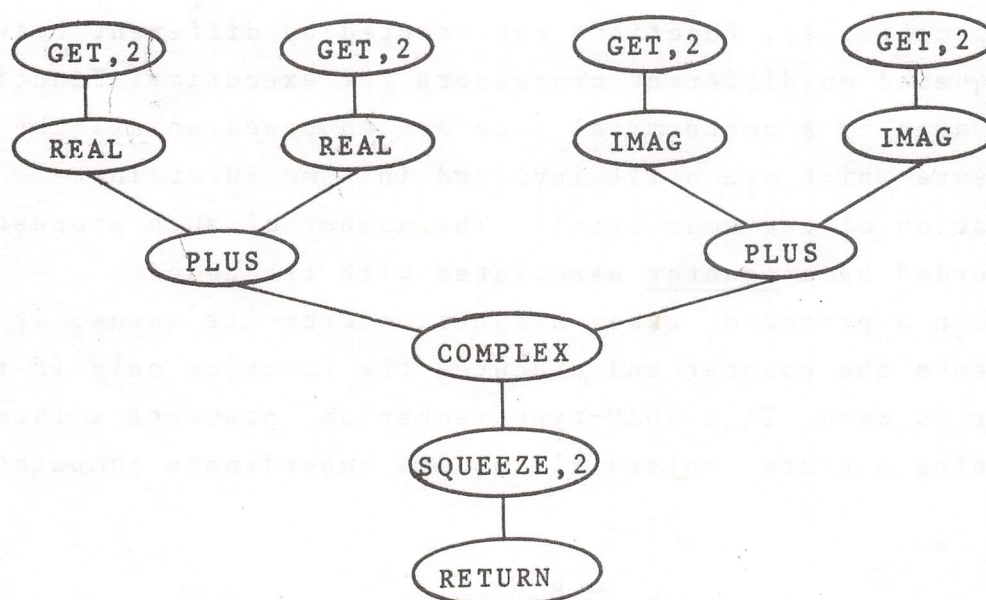 GET,2 GET,2 GET,2 GET,2
REAL REAL IMAG IMAG
PLUS PLUS
COMPLEX
SQUEEZE,2
RETURN